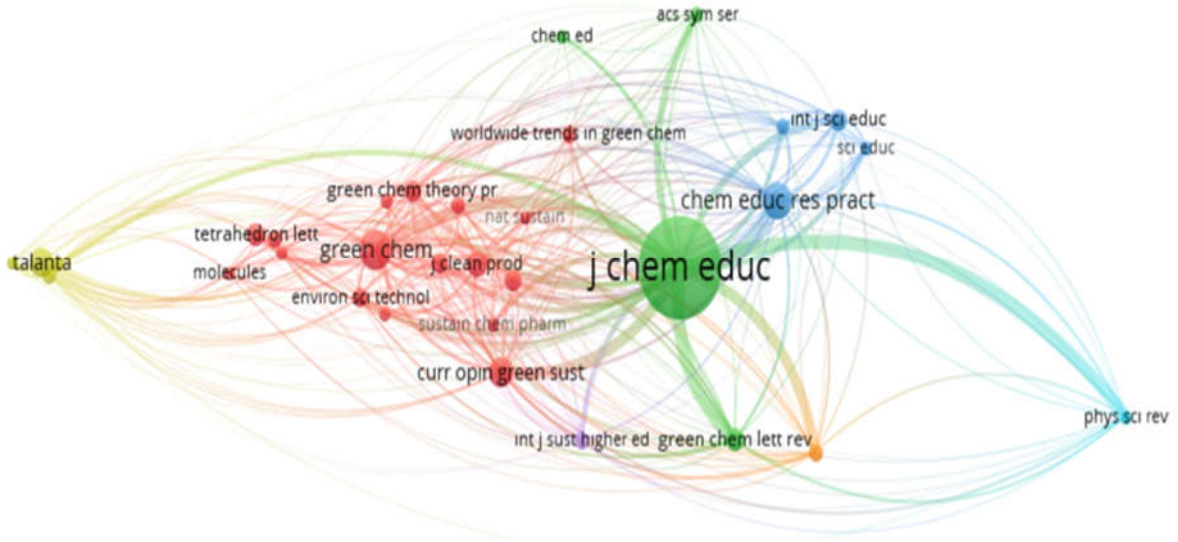 acs sym ser
chem ed
int j sci educ
worldwide trends in green chem
sci educ
green chem theory pr
chem educ res pract
nat sustain
tetrahedron lett
green chem
talanta
j clean prod
j chem educ
molecules
environ sci technol
sustain chem pharm
curr opin green sust
phys sci rev
int j sust higher ed
green chem lett rev